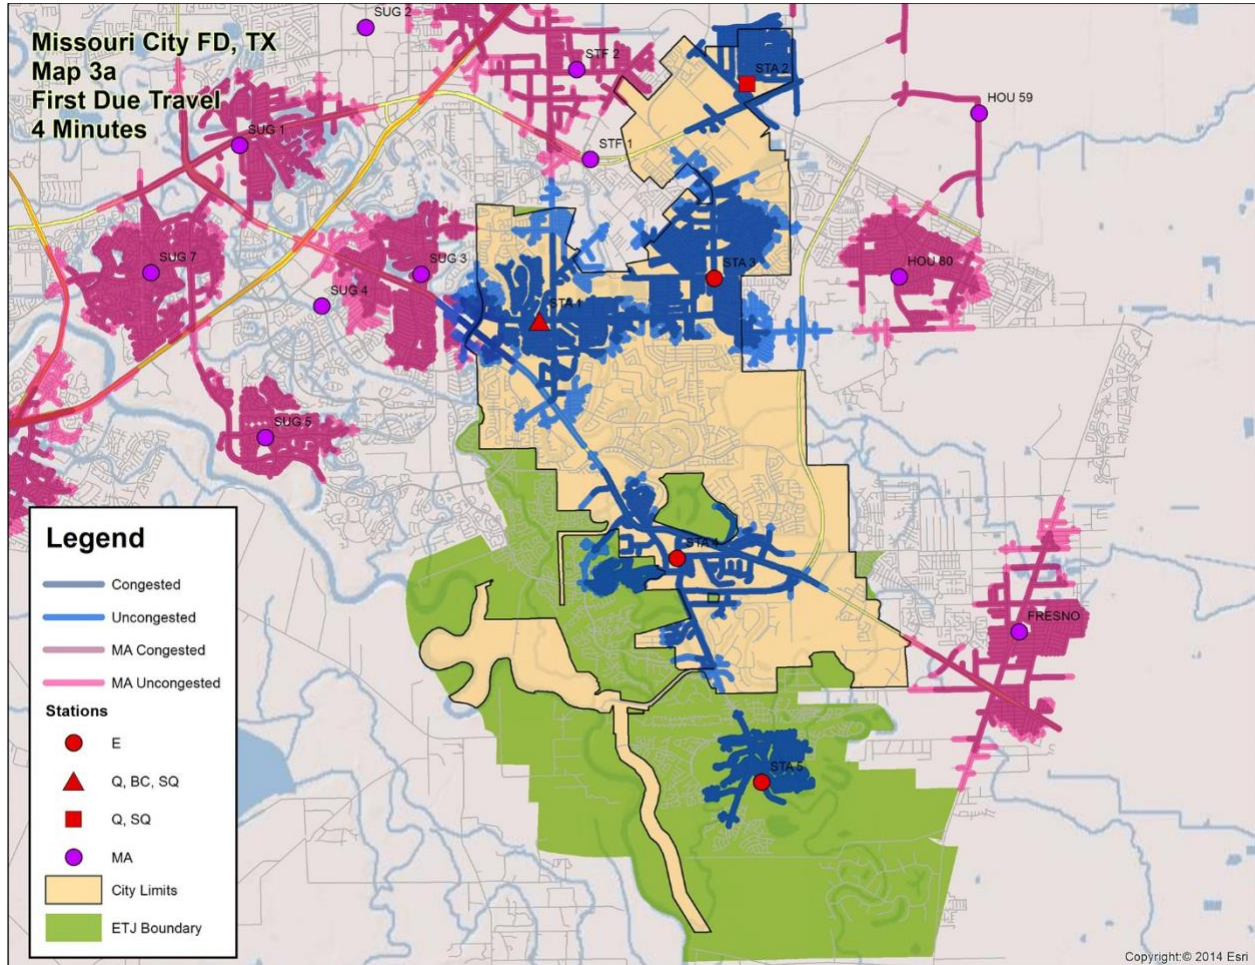 Missouri City FD, TX
Map 3a
First Due Travel
4 Minutes
SUG 2
STF 2
STA 2
HOU 59
SUG 1
STF 1
SUG 7
SUG 3
STA 3
HOU 80
SUG 4
STA 1
SUG 5
STA 4
FRESNO
STA 5
Legend
Congested
Uncongested
MA Congested
MA Uncongested
Stations
E
Q, BC, SQ
Q, SQ
MA
City Limits
ETJ Boundary
Copyright:© 2014 Esri